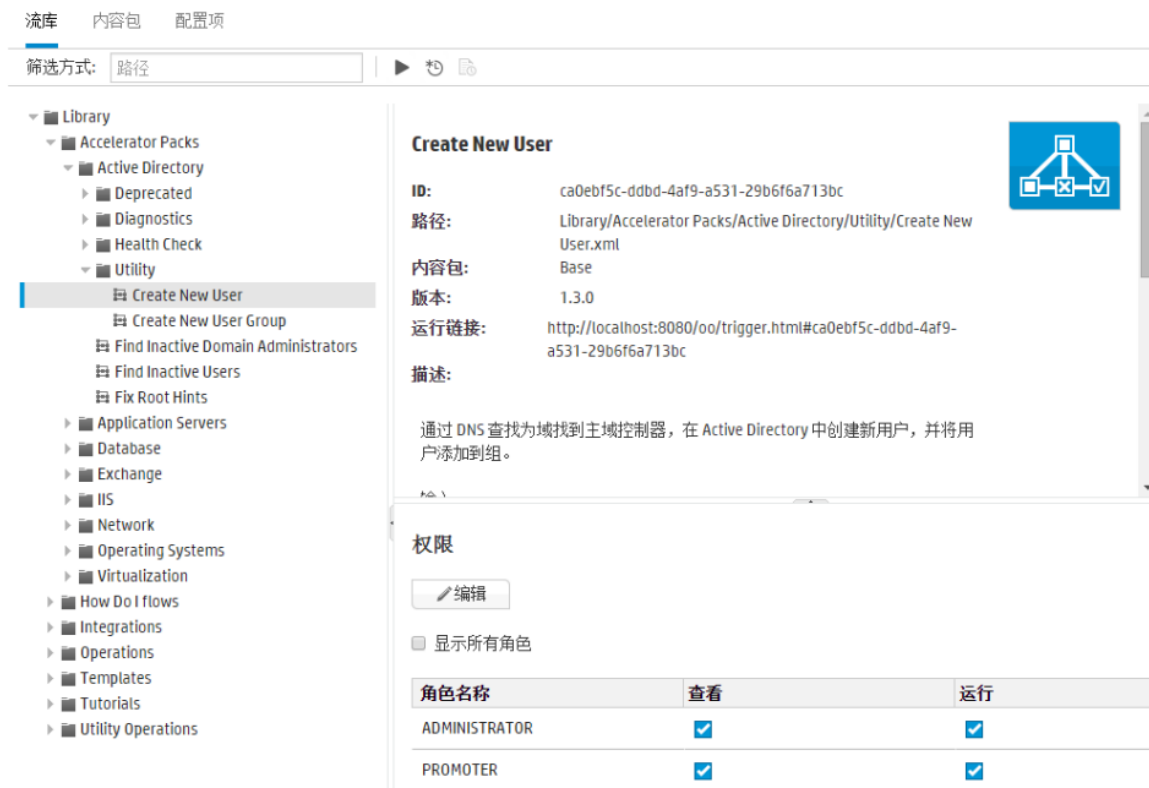 流库 内容包 配置项
筛选方式: 路径
Library
Accelerator Packs
Active Directory
Deprecated
Diagnostics
Health Check
Utility
Create New User
Create New User Group
Find Inactive Domain Administrators
Find Inactive Users
Fix Root Hints
Application Servers
Database
Exchange
IIS
Network
Operating Systems
Virtualization
How Do I flows
Integrations
Operations
Templates
Tutorials
Utility Operations
Create New User
ID: ca0ebf5c-ddbd-4af9-a531-29b6f6a713bc
路径: Library/Accelerator Packs/Active Directory/Utility/Create New
User.xml
内容包: Base
版本: 1.3.0
运行链接: http://localhost:8080/oo/trigger.html#ca0ebf5c-ddbd-4af9-
a531-29b6f6a713bc
描述:
通过 DNS 查找为域找到主域控制器，在 Active Directory 中创建新用户，并将用
户添加到组。
权限
编辑
显示所有角色
角色名称 查看 运行
ADMINISTRATOR
PROMOTER